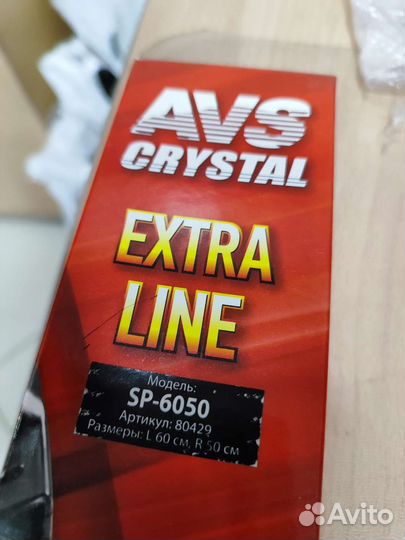 AVS
CRYSTAL
EXTRA
LINE
Модель:
SP-6050
Артикул: 80429
Размеры: L 60 см, R 50 см
Avito